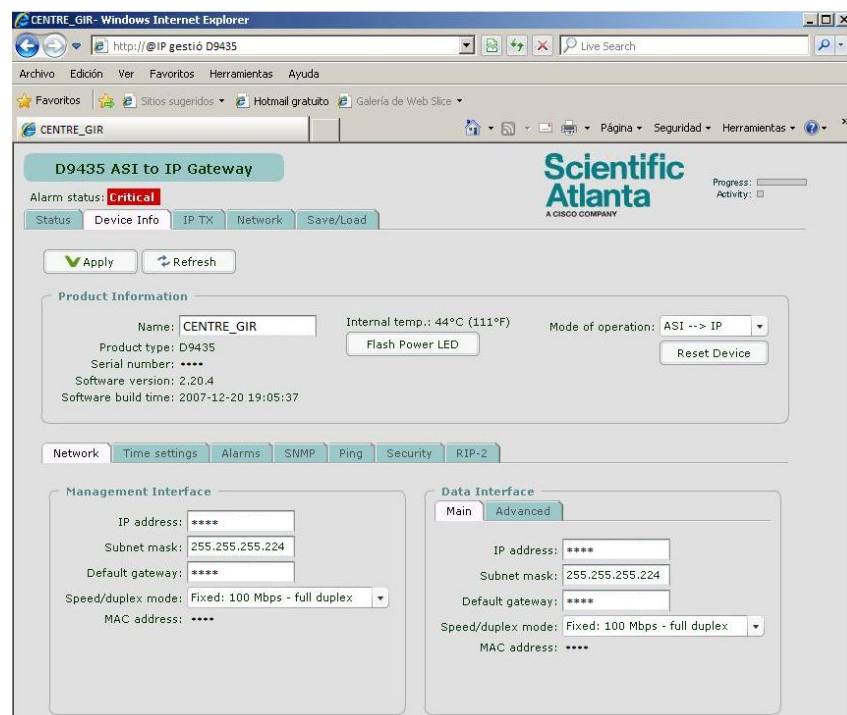 CENTRE_GIR- Windows Internet Explorer
http://@IP gestió D9435
Live Search
Archivo Edición Ver Favoritos Herramientas Ayuda
Favoritos Sitios sugeridos Hotmail gratuito Galería de Web Slice
CENTRE_GIR Página Seguridad Herramientas
D9435 ASI to IP Gateway
Scientific
Atlanta
A CISCO COMPANY
Progress:
Activity:
Alarm status: Critical
Status Device Info IP TX Network Save/Load
Apply Refresh
Product Information
Name: CENTRE_GIR
Product type: D9435
Serial number: ••••
Software version: 2.20.4
Software build time: 2007-12-20 19:05:37
Internal temp.: 44°C (111°F)
Flash Power LED
Mode of operation: ASI --> IP
Reset Device
Network Time settings Alarms SNMP Ping Security RIP-2
Management Interface
IP address: ****
Subnet mask: 255.255.255.224
Default gateway: ****
Speed/duplex mode: Fixed: 100 Mbps - full duplex
MAC address: ••••
Data Interface
Main Advanced
IP address: ****
Subnet mask: 255.255.255.224
Default gateway: ****
Speed/duplex mode: Fixed: 100 Mbps - full duplex
MAC address: ••••